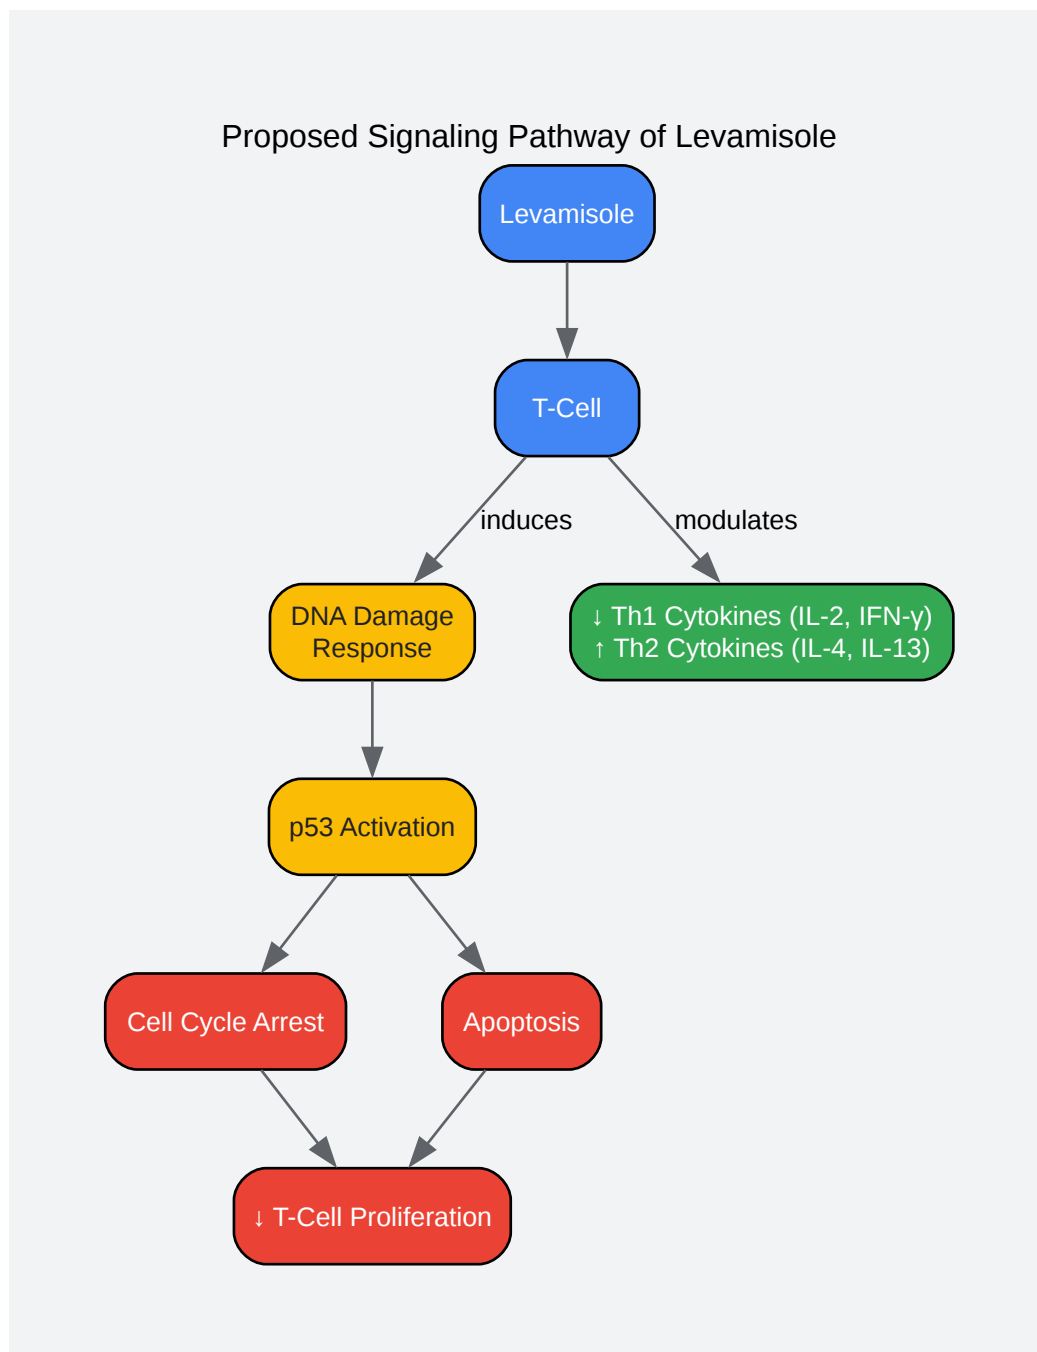 Proposed Signaling Pathway of Levamisole
Levamisole
T-Cell
induces
modulates
DNA Damage
Response
↓ Th1 Cytokines (IL-2, IFN-γ)
↑ Th2 Cytokines (IL-4, IL-13)
p53 Activation
Cell Cycle Arrest
Apoptosis
↓ T-Cell Proliferation